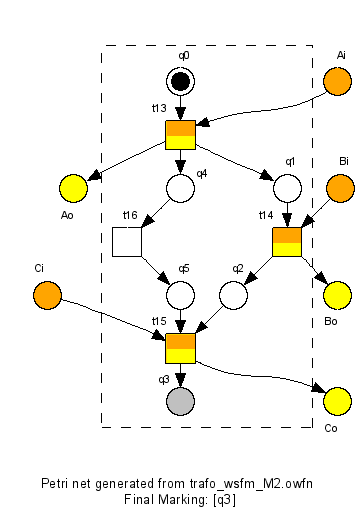 q0
Ai
t13
q4
q1
Bi
Ao
t16
t14
Ci
q5
q2
t15
Bo
q3
Co
Petri net generated from trafo_wsfm_M2.owfn
Final Marking: [q3]